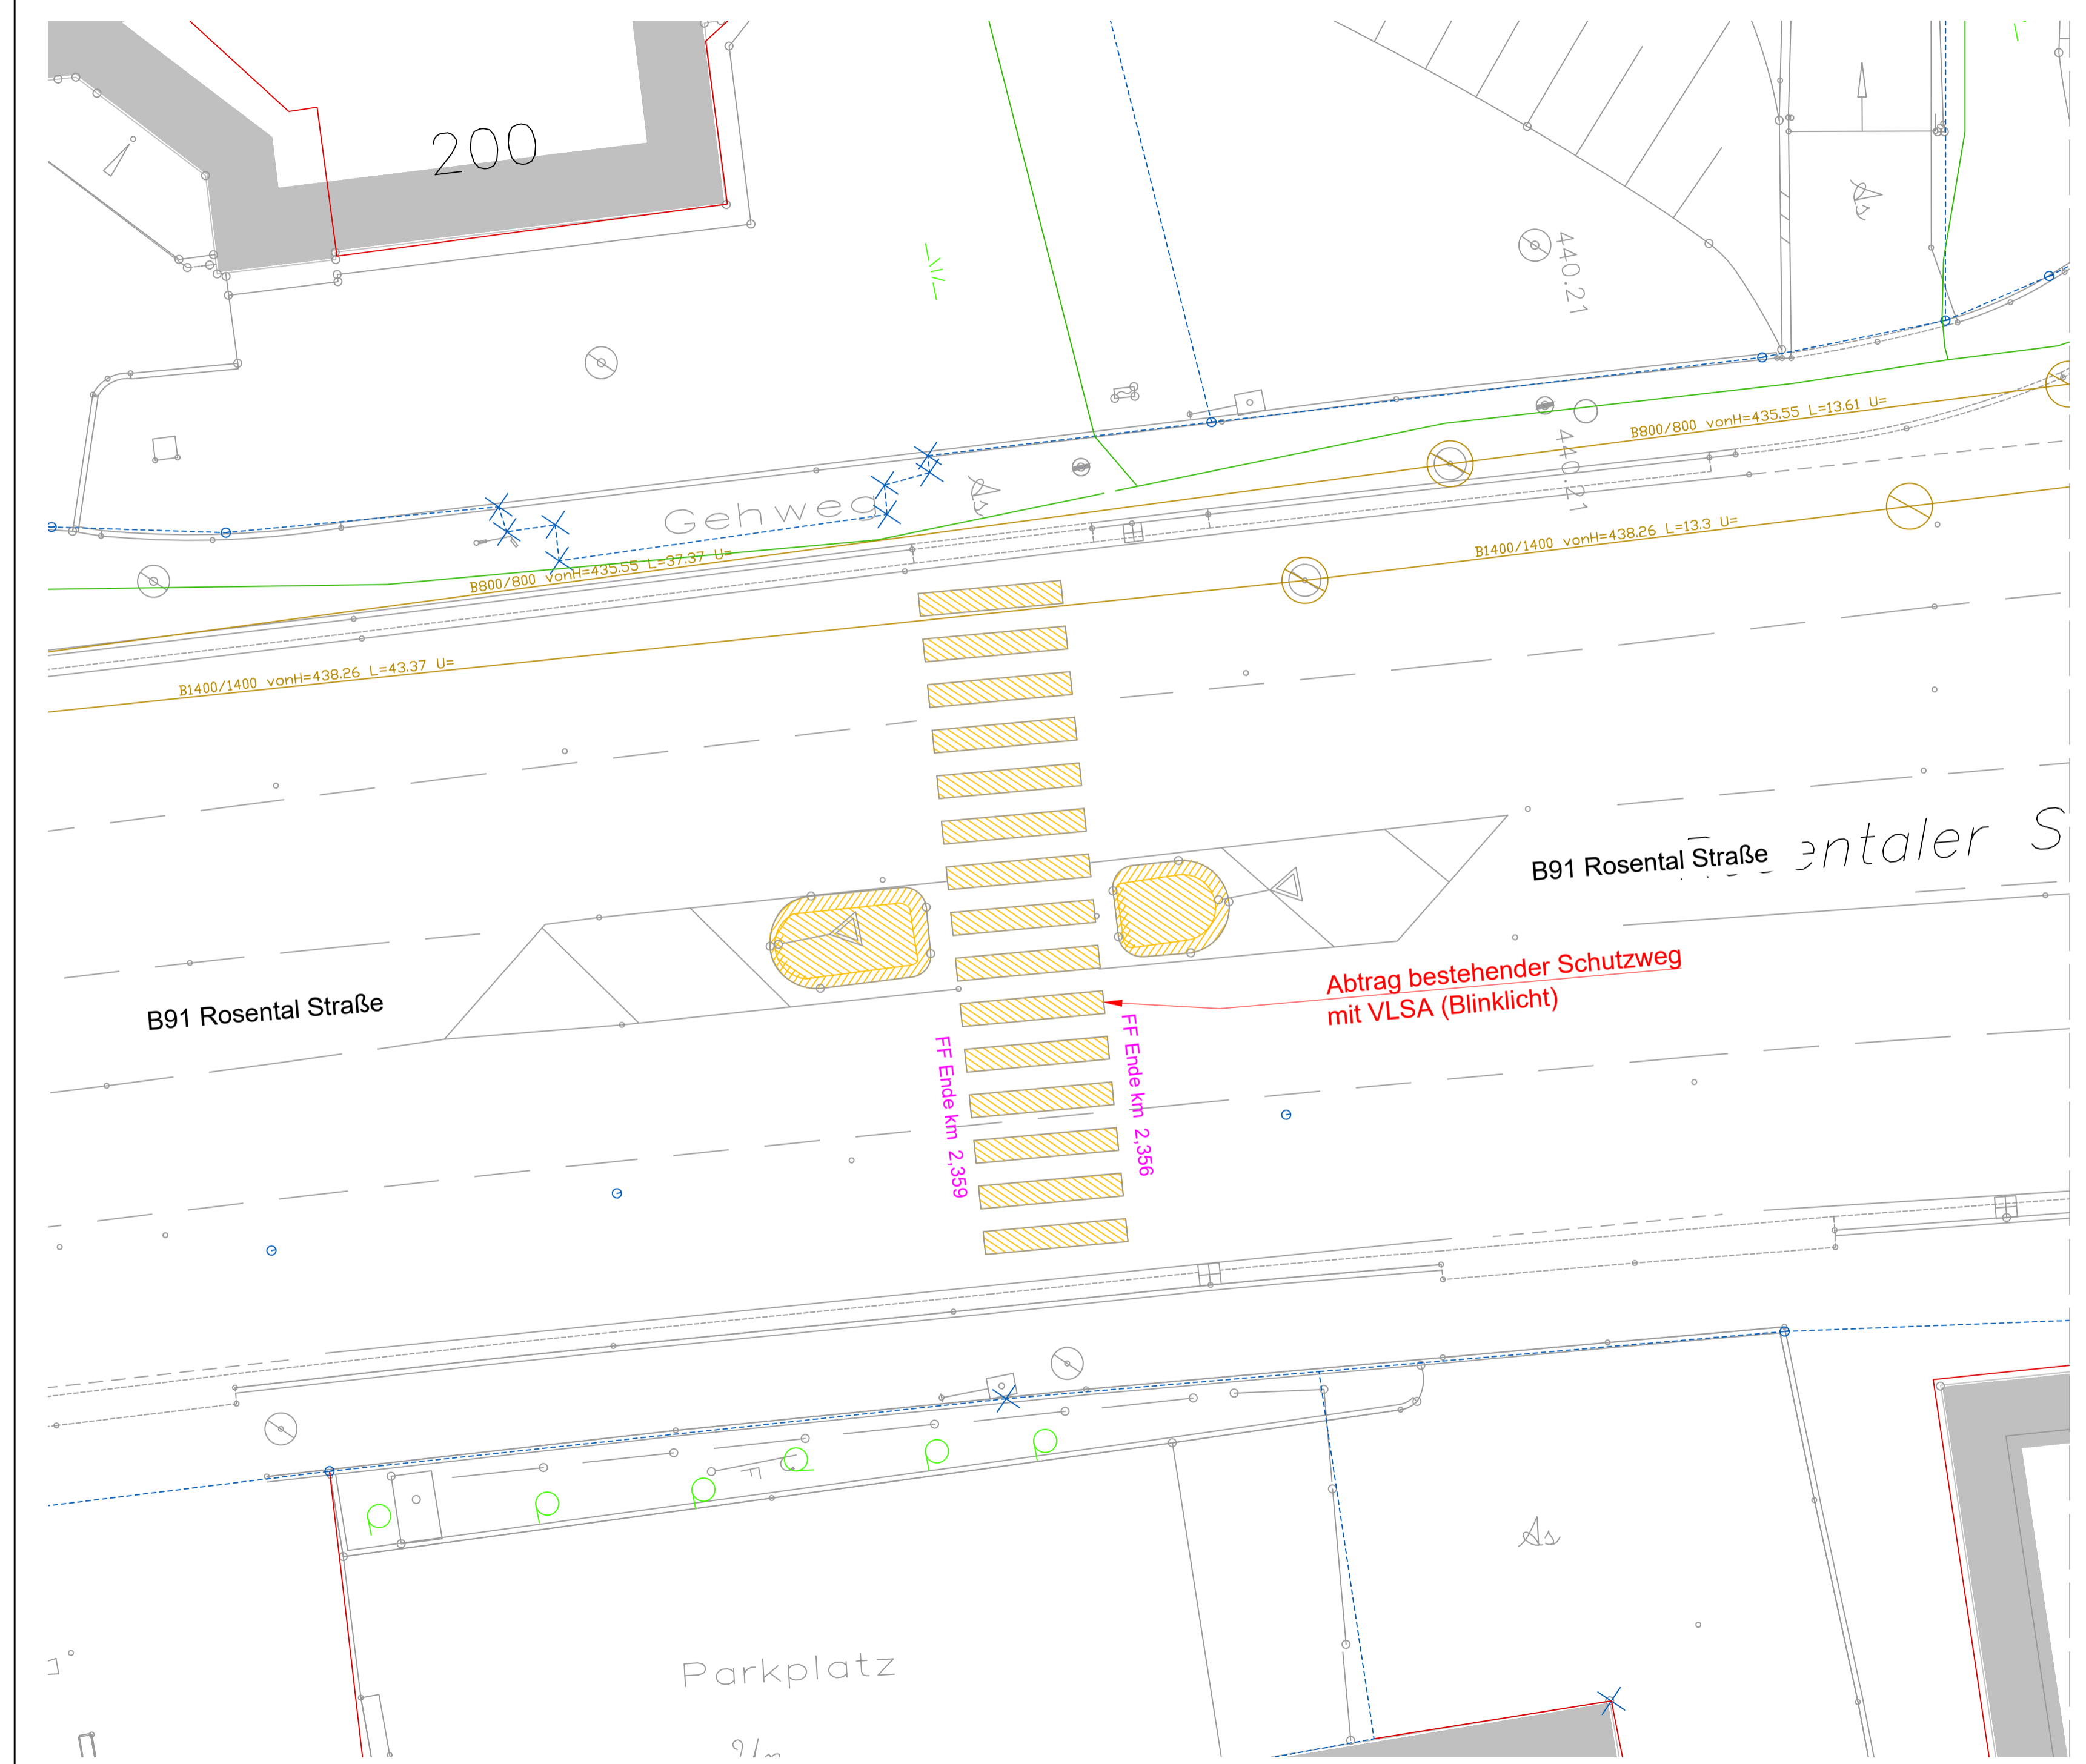 200
440.21
B800/800 vonH=435.55 L=13.61 U=
Gehweg
440.21
B1400/1400 vonH=438.26 L=13.3 U=
B800/800 vonH=435.55 L=37.37 U=
B1400/1400 vonH=438.26 L=43.37 U=
B91 Rosental Straße
entaler S
Abtrag bestehender Schutzweg
mit VLSA (Blinklicht)
B91 Rosental Straße
FF Ende km 2,359
FF Ende km 2,356
As
Parkplatz